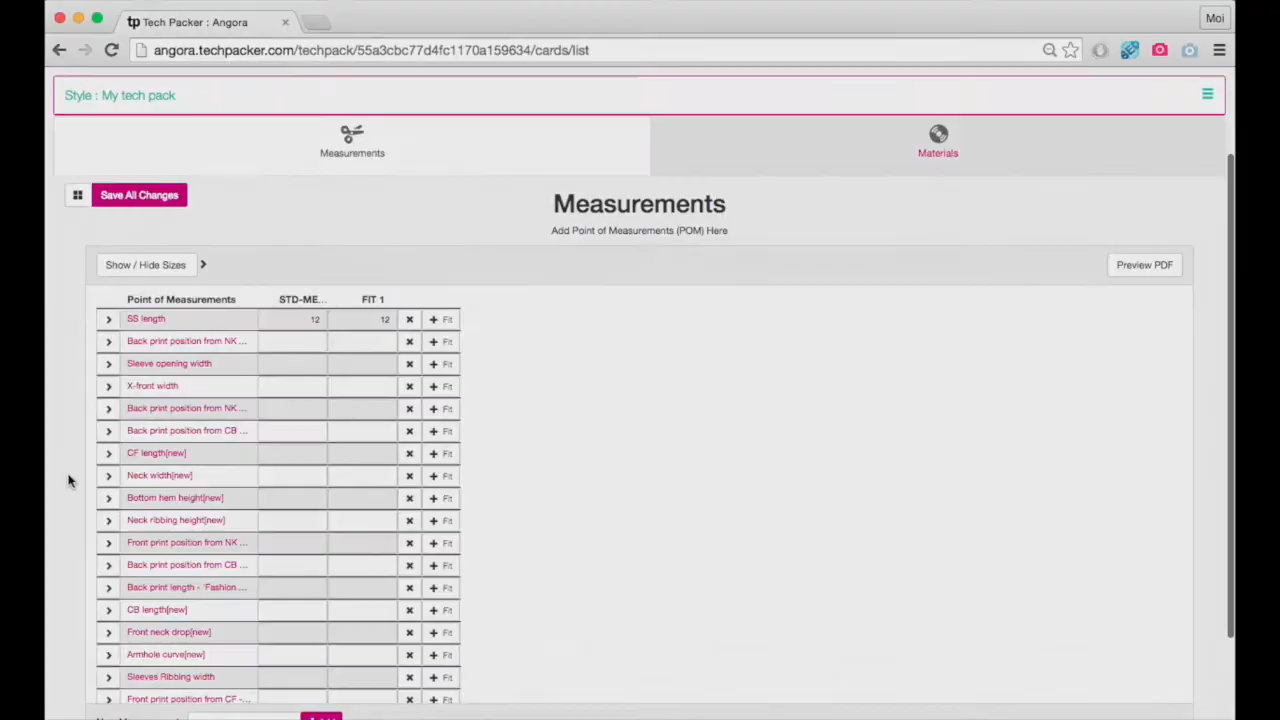 tp Tech Packer : Angora
Moi
angora.techpacker.com/techpack/55a3cbc77d4fc1170a159634/cards/list
Style : My tech pack
Measurements
Materials
Save All Changes
Measurements
Add Point of Measurements (POM) Here
Show / Hide Sizes
Preview PDF
Point of Measurements STD-ME... FIT 1
SS length 12 12 Fit
Back print position from NK ... Fit
Sleeve opening width Fit
X-front width Fit
Back print position from NK ... Fit
Back print position from CB ... Fit
CF length[new] Fit
Neck width[new] Fit
Bottom hem height[new] Fit
Neck ribbing height[new] Fit
Front print position from NK ... Fit
Back print position from CB ... Fit
Back print length - 'Fashion ... Fit
CB length[new] Fit
Front neck drop[new] Fit
Armhole curve[new] Fit
Sleeves Ribbing width Fit
Front print position from CF -... Fit